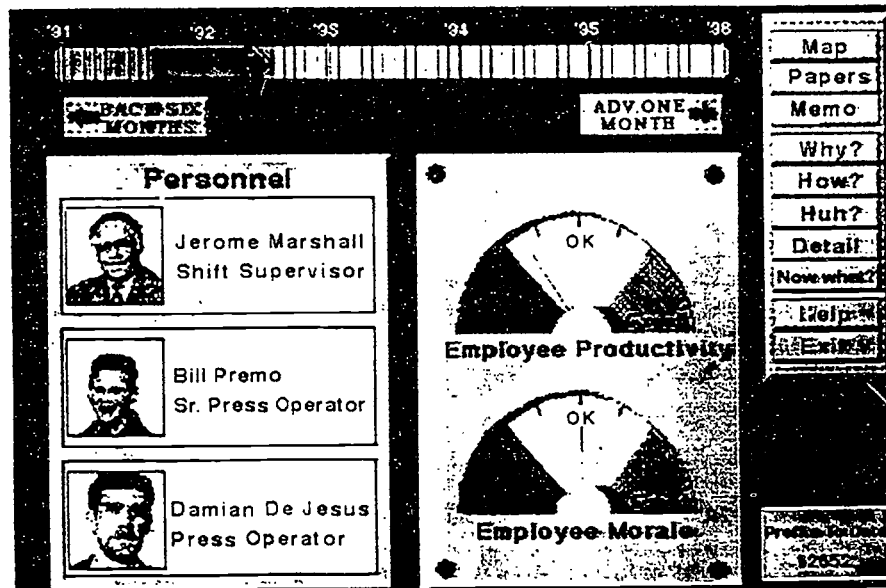 '91 '92 '93 '94 '95 '98
BACK SIX
MONTHS
ADV. ONE
MONTH
Personnel
Jerome Marshall
Shift Supervisor
Bill Premo
Sr. Press Operator
Damian De Jesus
Press Operator
OK
Employee Productivity
OK
Employee Morale
Map
Papers
Memo
Why?
How?
Huh?
Detail
Now what?
Help
Exit